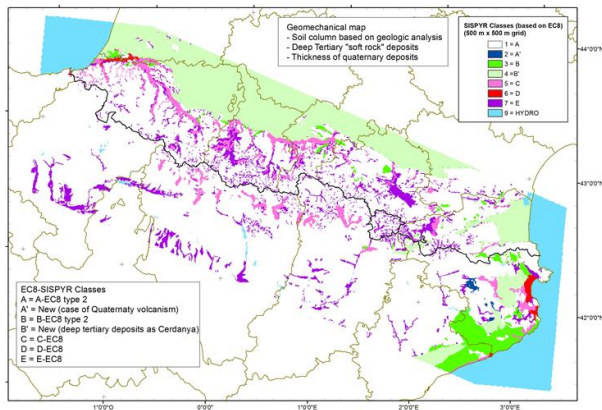 Geomechanical map
- Soil column based on geologic analysis
- Deep Tertiary "soft rock" deposits
- Thickness of quaternary deposits
SISPYR Classes (based on EC8)
(500 m x 500 m grid)
1 = A
2 = A'
3 = B
4 =B'
5 = C
6 = D
7 = E
9 = HYDRO
44°0'0"N
43°0'0"N
42°0'0"N
EC8-SISPYR Classes
A = A-EC8 type 2
A' = New (case of Quaternaty volcanism)
B = B-EC8 type 2
B' = New (deep tertiary deposits as Cerdanya)
C = C-EC8
D = D-EC8
E = E-EC8
1°0'0"O
0°0'0"
1°0'0"E
2°0'0"E
3°0'0"E